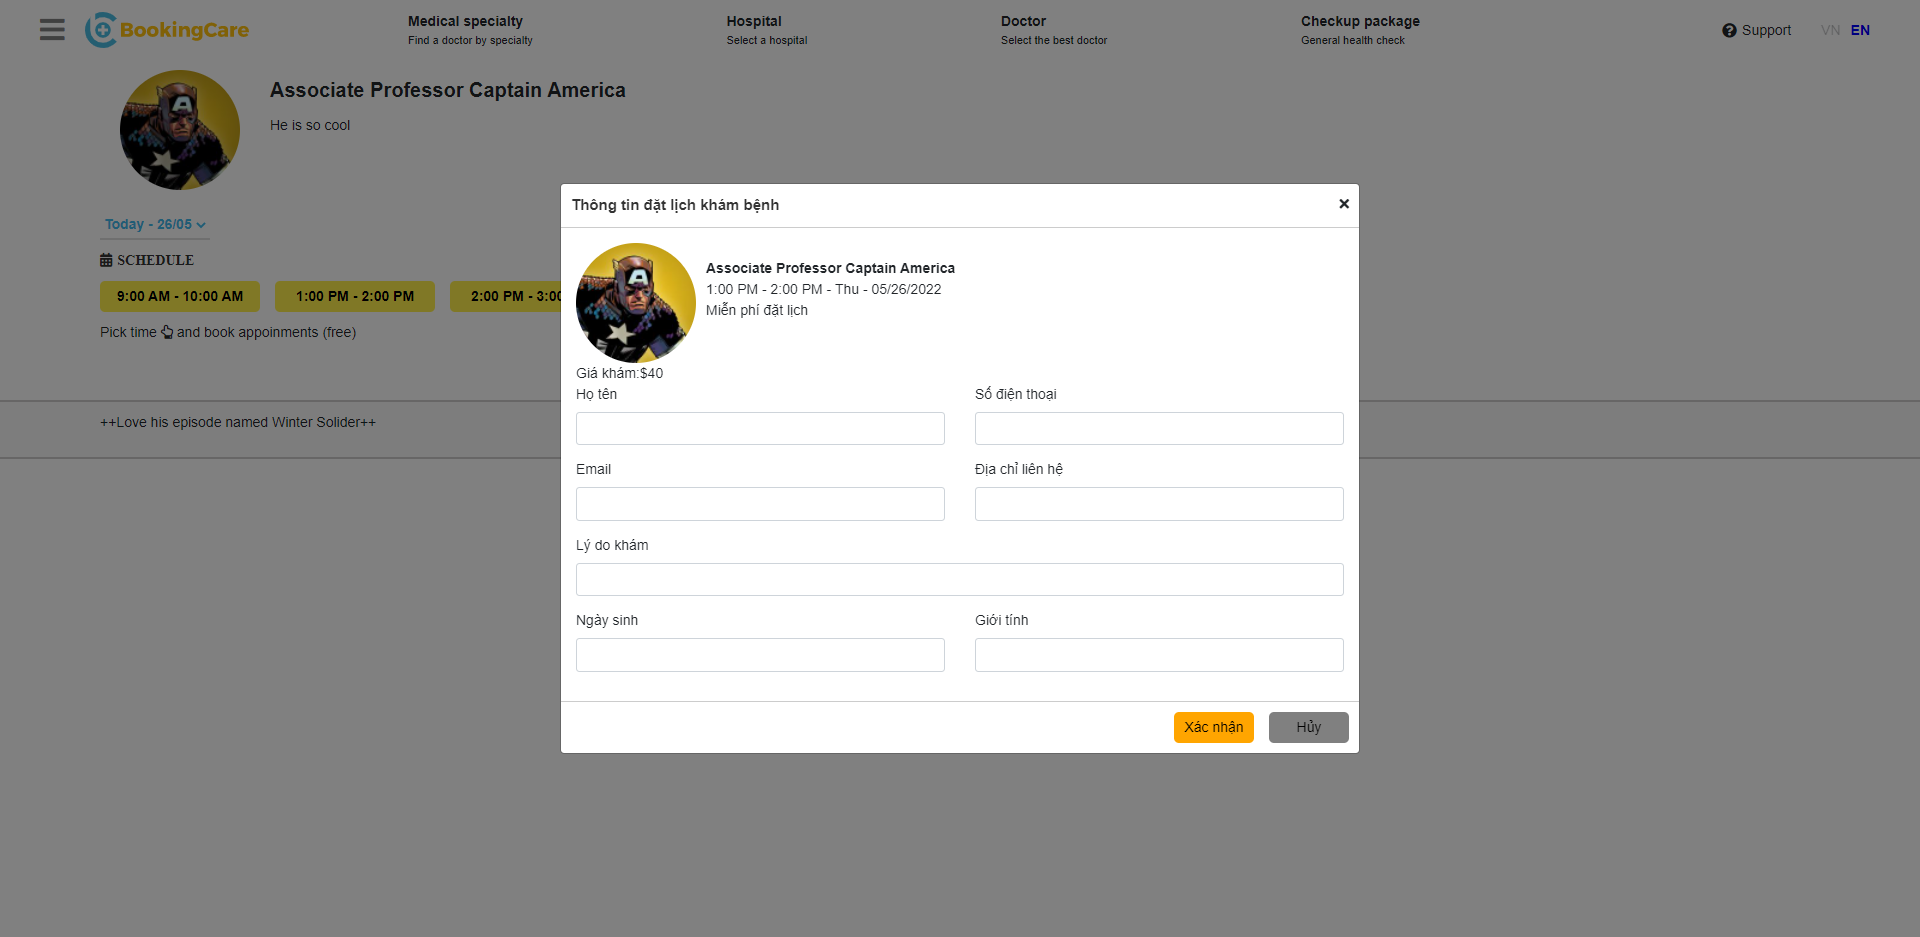 BookingCare
Medical specialty
Find a doctor by specialty
Hospital
Select a hospital
Doctor
Select the best doctor
Checkup package
General health check
Support
VN EN
Associate Professor Captain America
He is so cool
Today - 26/05
SCHEDULE
9:00 AM - 10:00 AM
1:00 PM - 2:00 PM
2:00 PM - 3:00
Pick time and book appoinments (free)
++Love his episode named Winter Solider++
Thông tin đặt lịch khám bệnh
Associate Professor Captain America
1:00 PM - 2:00 PM - Thu - 05/26/2022
Miễn phí đặt lịch
Giá khám:$40
Họ tên
Số điện thoại
Email
Địa chỉ liên hệ
Lý do khám
Ngày sinh
Giới tính
Xác nhận
Hủy